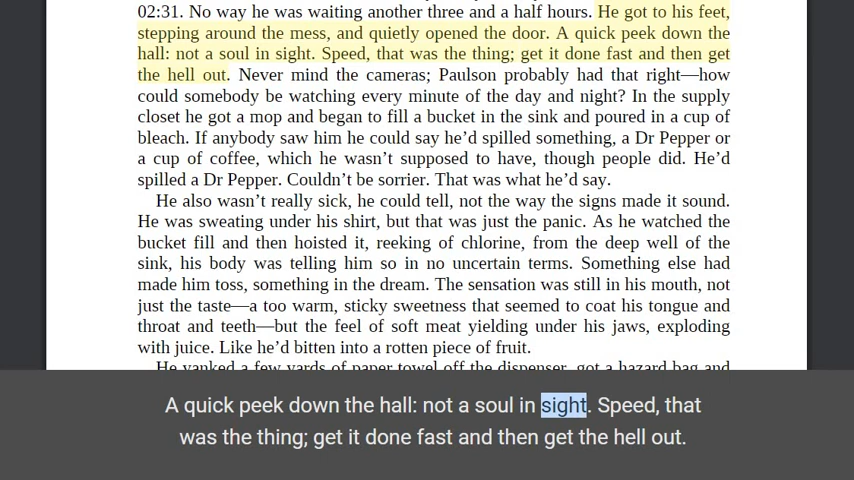 02:31. No way he was waiting another three and a half hours. He got to his feet,
stepping around the mess, and quietly opened the door. A quick peek down the
hall: not a soul in sight. Speed, that was the thing; get it done fast and then get
the hell out. Never mind the cameras; Paulson probably had that right—how
could somebody be watching every minute of the day and night? In the supply
closet he got a mop and began to fill a bucket in the sink and poured in a cup of
bleach. If anybody saw him he could say he’d spilled something, a Dr Pepper or
a cup of coffee, which he wasn’t supposed to have, though people did. He’d
spilled a Dr Pepper. Couldn’t be sorrier. That was what he’d say.
He also wasn’t really sick, he could tell, not the way the signs made it sound.
He was sweating under his shirt, but that was just the panic. As he watched the
bucket fill and then hoisted it, reeking of chlorine, from the deep well of the
sink, his body was telling him so in no uncertain terms. Something else had
made him toss, something in the dream. The sensation was still in his mouth, not
just the taste—a too warm, sticky sweetness that seemed to coat his tongue and
throat and teeth—but the feel of soft meat yielding under his jaws, exploding
with juice. Like he’d bitten into a rotten piece of fruit.
He yanked a few yards of paper towel off the dispenser, got a hazard bag and
A quick peek down the hall: not a soul in sight. Speed, that
was the thing; get it done fast and then get the hell out.